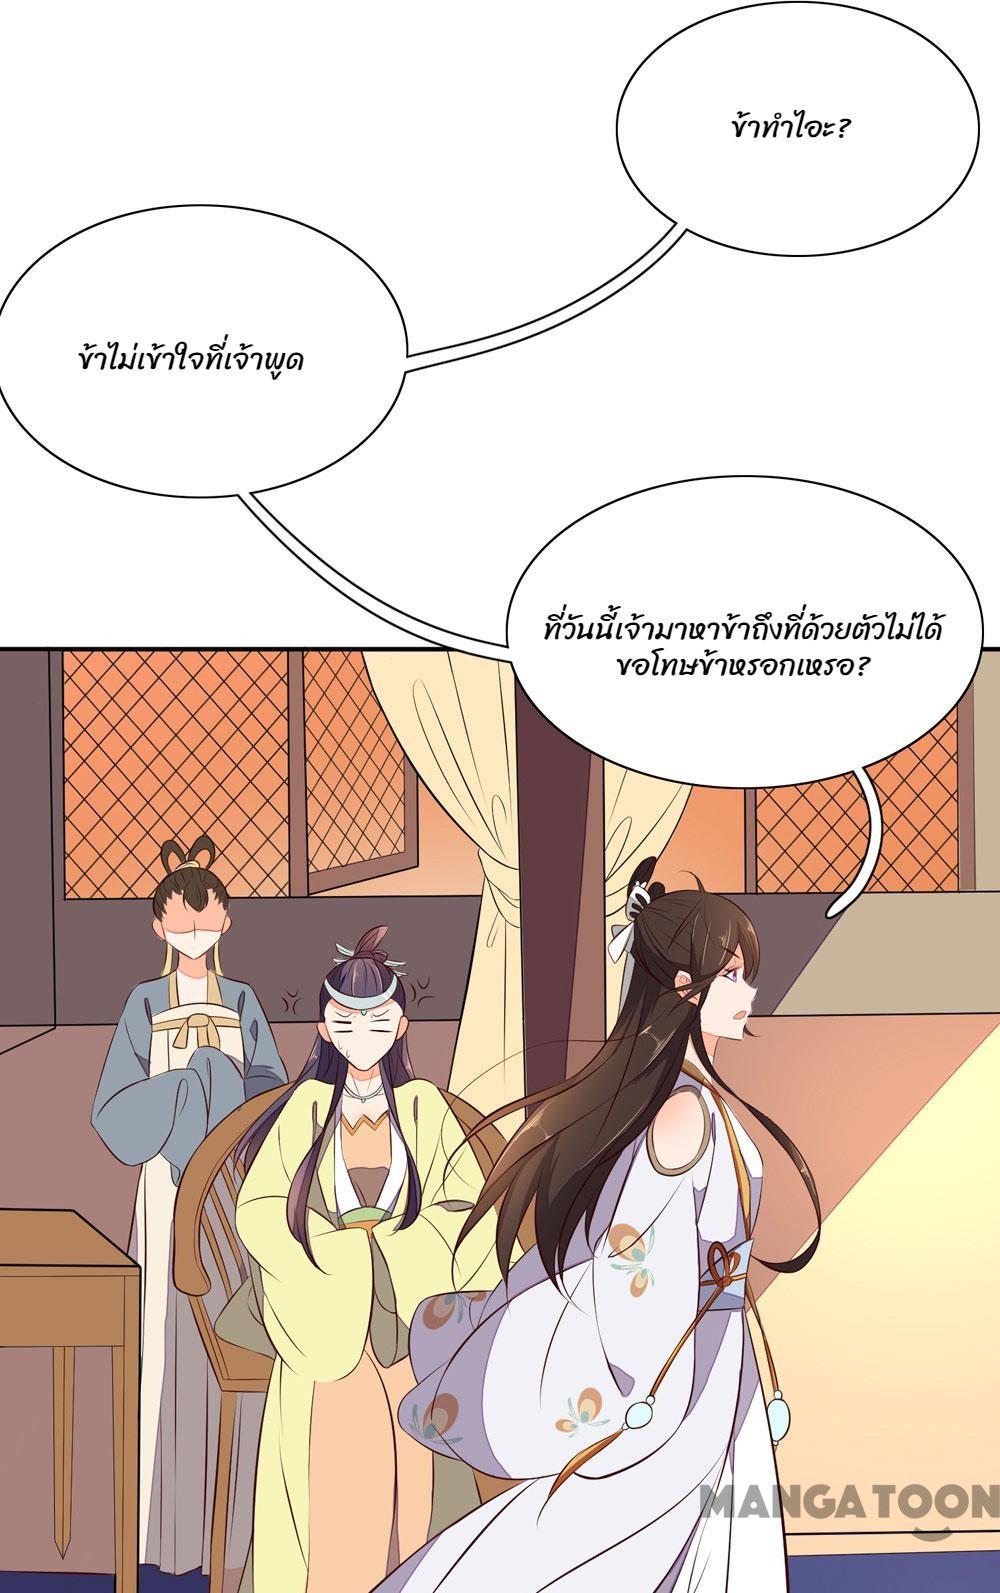 ข้าทำไอะ?
ข้าไม่เข้าใจที่เจ้าพูด
ที่วันนี้เจ้ามาหาข้าถึงที่ด้วยตัวไม่ได้
ขอโทษข้าหรอกเหรอ?
MANGATOON